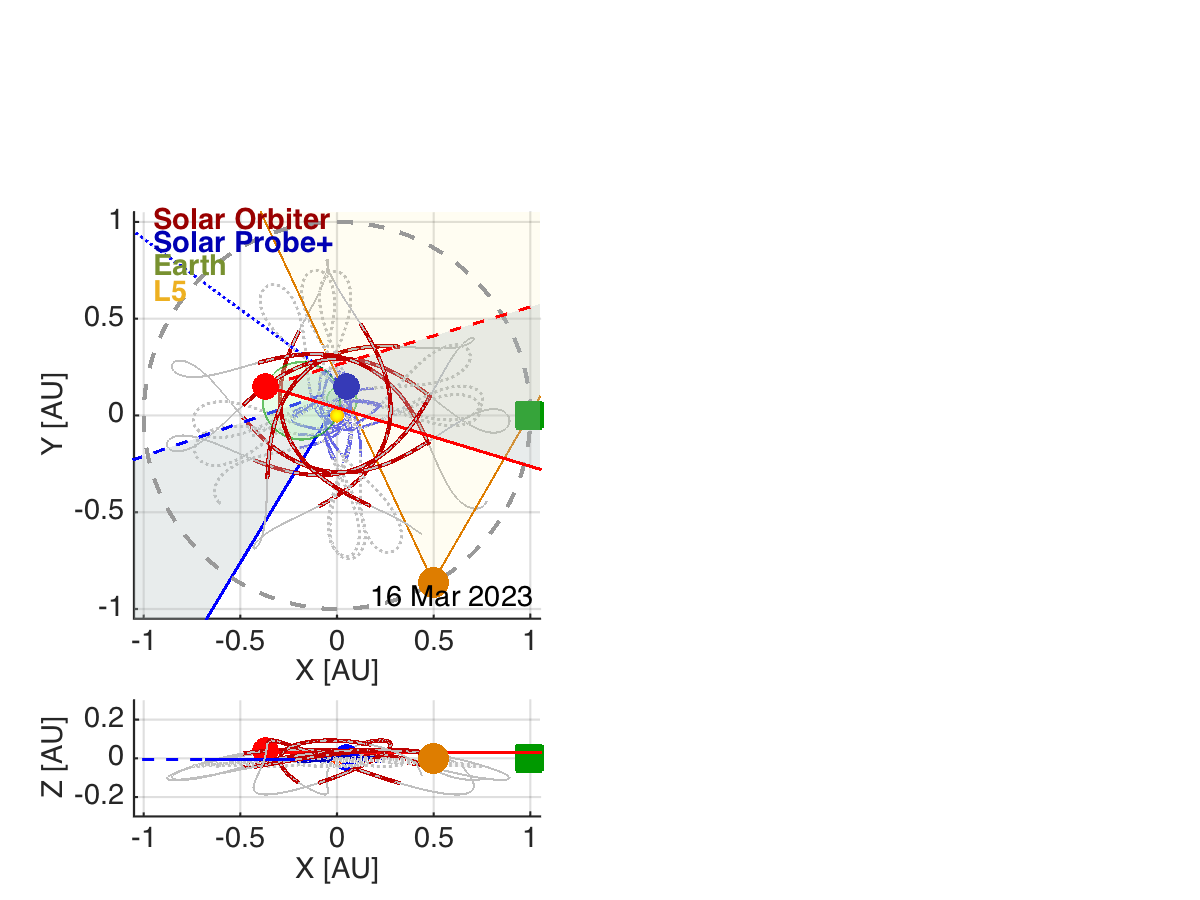 Solar Orbiter
Solar Probe+
Earth
L5
1
0.5
0
-0.5
-1
Y [AU]
16 Mar 2023
-1 -0.5 0 0.5 1
X [AU]
0.2
0
-0.2
Z [AU]
-1 -0.5 0 0.5 1
X [AU]